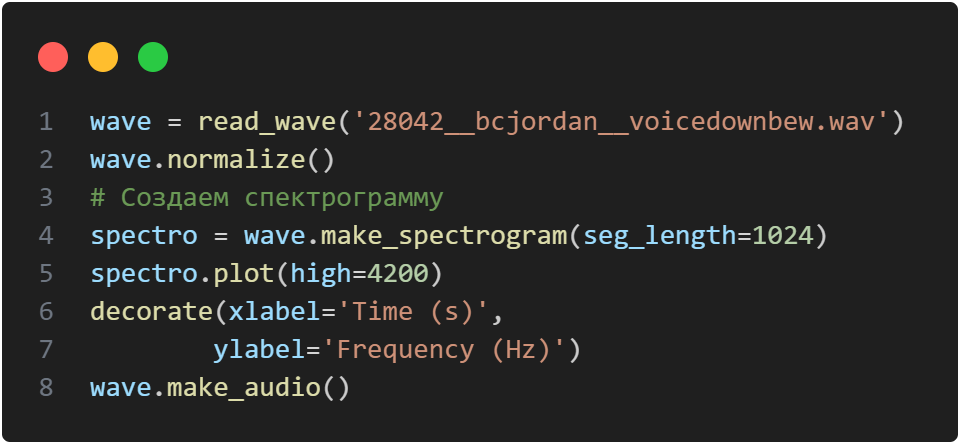 1 wave = read_wave('28042__bcjordan__voicedownbew.wav')
2 wave.normalize()
3 # Создаем спектрограмму
4 spectro = wave.make_spectrogram(seg_length=1024)
5 spectro.plot(high=4200)
6 decorate(xlabel='Time (s)',
7         ylabel='Frequency (Hz)')
8 wave.make_audio()